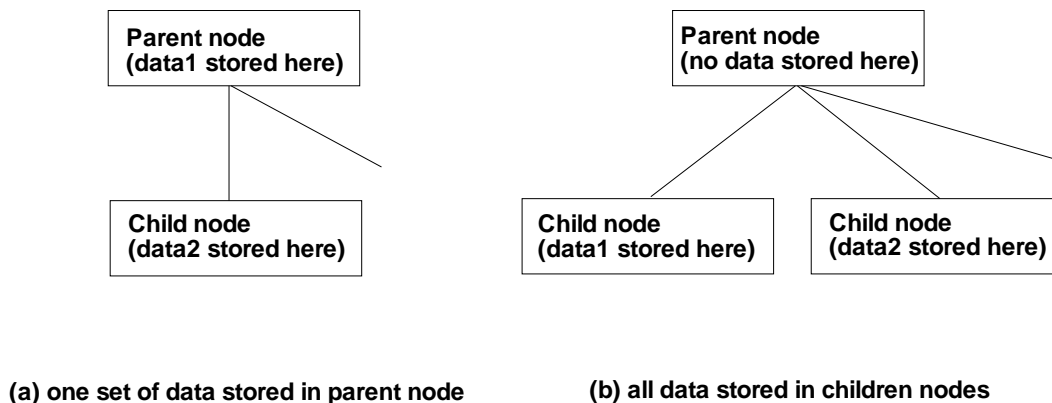 Parent node
(data1 stored here)
Child node
(data2 stored here)
(a) one set of data stored in parent node
Parent node
(no data stored here)
Child node
(data1 stored here)
Child node
(data2 stored here)
(b) all data stored in children nodes